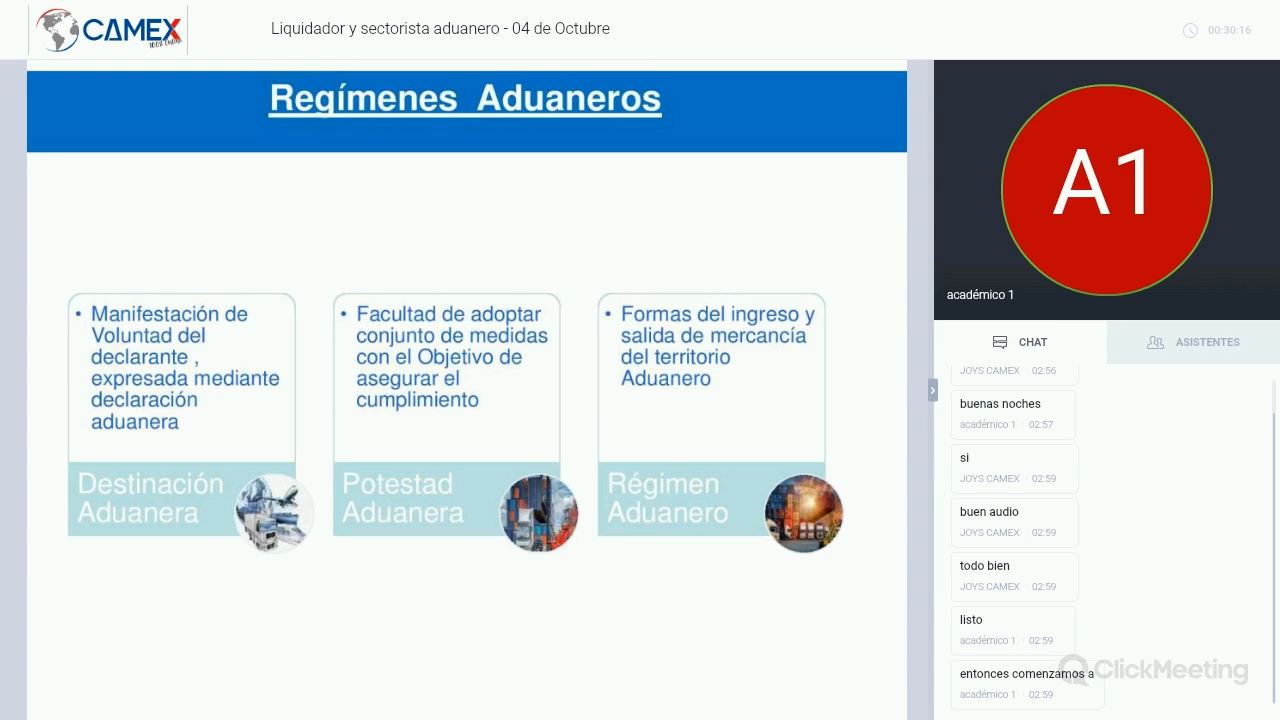 CAMEX
100% Online
Liquidador y sectorista aduanero - 04 de Octubre
00:30:16
Regímenes Aduaneros
• Manifestación de
Voluntad del
declarante ,
expresada mediante
declaración
aduanera
Destinación
Aduanera
• Facultad de adoptar
conjunto de medidas
con el Objetivo de
asegurar el
cumplimiento
Potestad
Aduanera
• Formas del ingreso y
salida de mercancía
del territorio
Aduanero
Régimen
Aduanero
A1
académico 1
CHAT
ASISTENTES
JOYS CAMEX 02:56
buenas noches
académico 1 02:57
si
JOYS CAMEX 02:59
buen audio
JOYS CAMEX 02:59
todo bien
JOYS CAMEX 02:59
listo
académico 1 02:59
entonces comenzamos a
académico 1 02:59
ClickMeeting